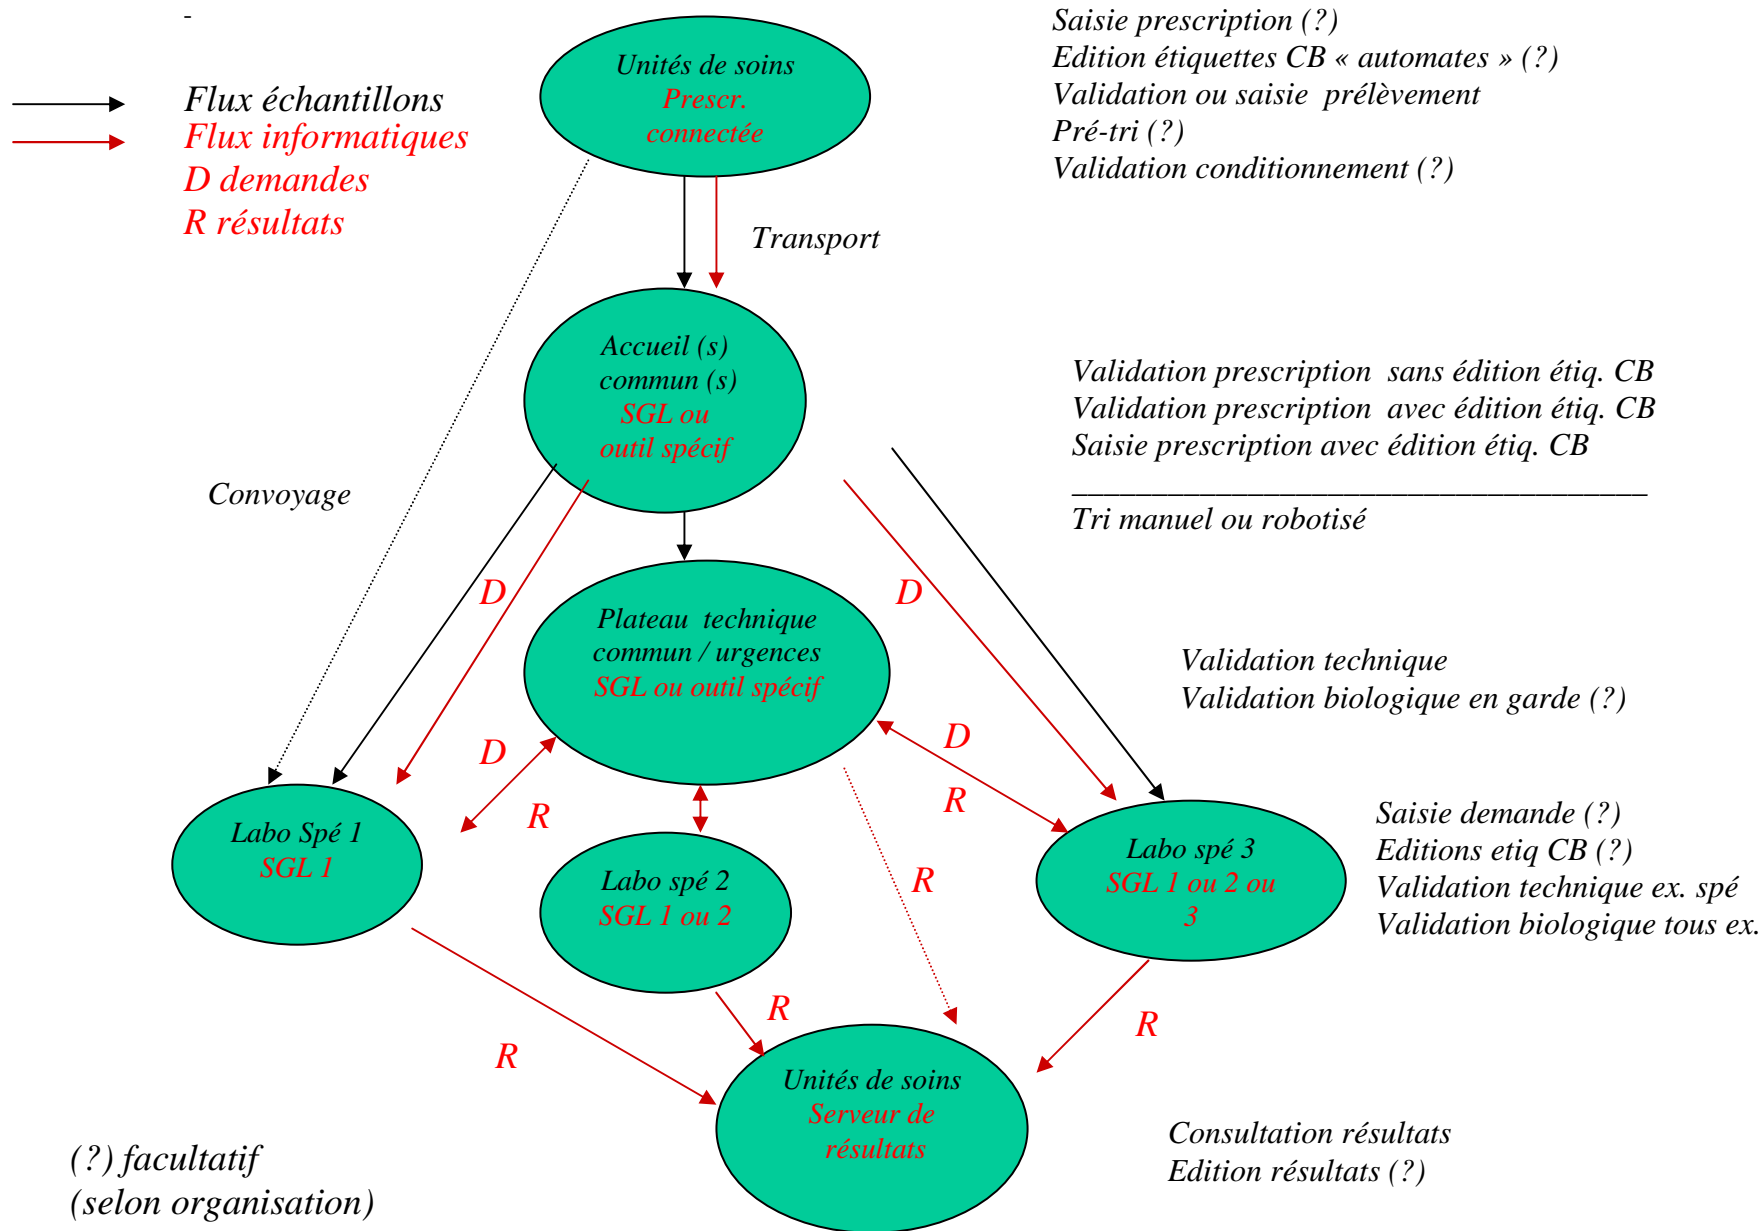 -
Flux échantillons
Flux informatiques
D demandes
R résultats
Unités de soins
Prescr.
connectée
Saisie prescription (?)
Edition étiquettes CB « automates » (?)
Validation ou saisie prélèvement
Pré-tri (?)
Validation conditionnement (?)
Transport
Accueil (s)
commun (s)
SGL ou
outil spécif
Validation prescription sans édition étiq. CB
Validation prescription avec édition étiq. CB
Saisie prescription avec édition étiq. CB
____________________________________
Tri manuel ou robotisé
Convoyage
D
D
Plateau technique
commun / urgences
SGL ou outil spécif
Validation technique
Validation biologique en garde (?)
D
R
D
R
Labo Spé 1
SGL 1
Labo spé 2
SGL 1 ou 2
R
Labo spé 3
SGL 1 ou 2 ou
3
Saisie demande (?)
Editions etiq CB (?)
Validation technique ex. spé
Validation biologique tous ex.
R
R
R
Unités de soins
Serveur de
résultats
Consultation résultats
Edition résultats (?)
(?) facultatif
(selon organisation)